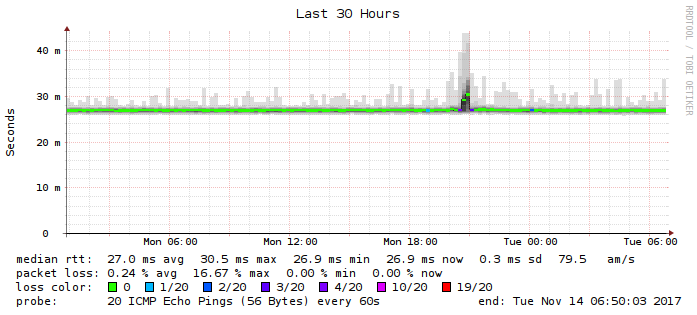 Last 30 Hours
RRDTOOL / TOBI OETIKER
Seconds
40 m
30 m
20 m
10 m
0
Mon 06:00 Mon 12:00 Mon 18:00 Tue 00:00 Tue 06:00
median rtt: 27.0 ms avg 30.5 ms max 26.9 ms min 26.9 ms now 0.3 ms sd 79.5 am/s
packet loss: 0.24 % avg 16.67 % max 0.00 % min 0.00 % now
loss color: 0 1/20 2/20 3/20 4/20 10/20 19/20
probe: 20 ICMP Echo Pings (56 Bytes) every 60s end: Tue Nov 14 06:50:03 2017